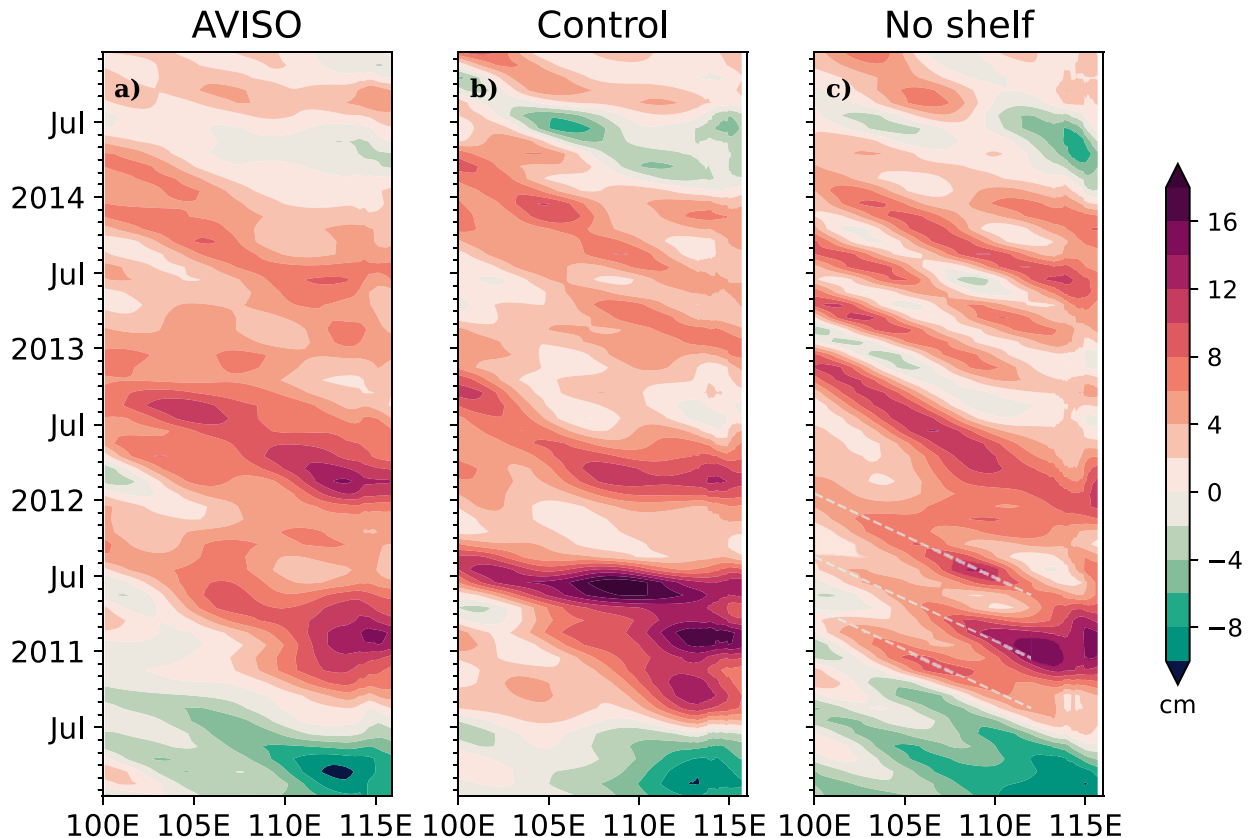 AVISO Control No shelf
a) b) c)
Jul
2014
Jul
2013
Jul
2012
Jul
2011
Jul
100E 105E 110E 115E 100E 105E 110E 115E 100E 105E 110E 115E
16
12
8
4
0
−4
−8
cm